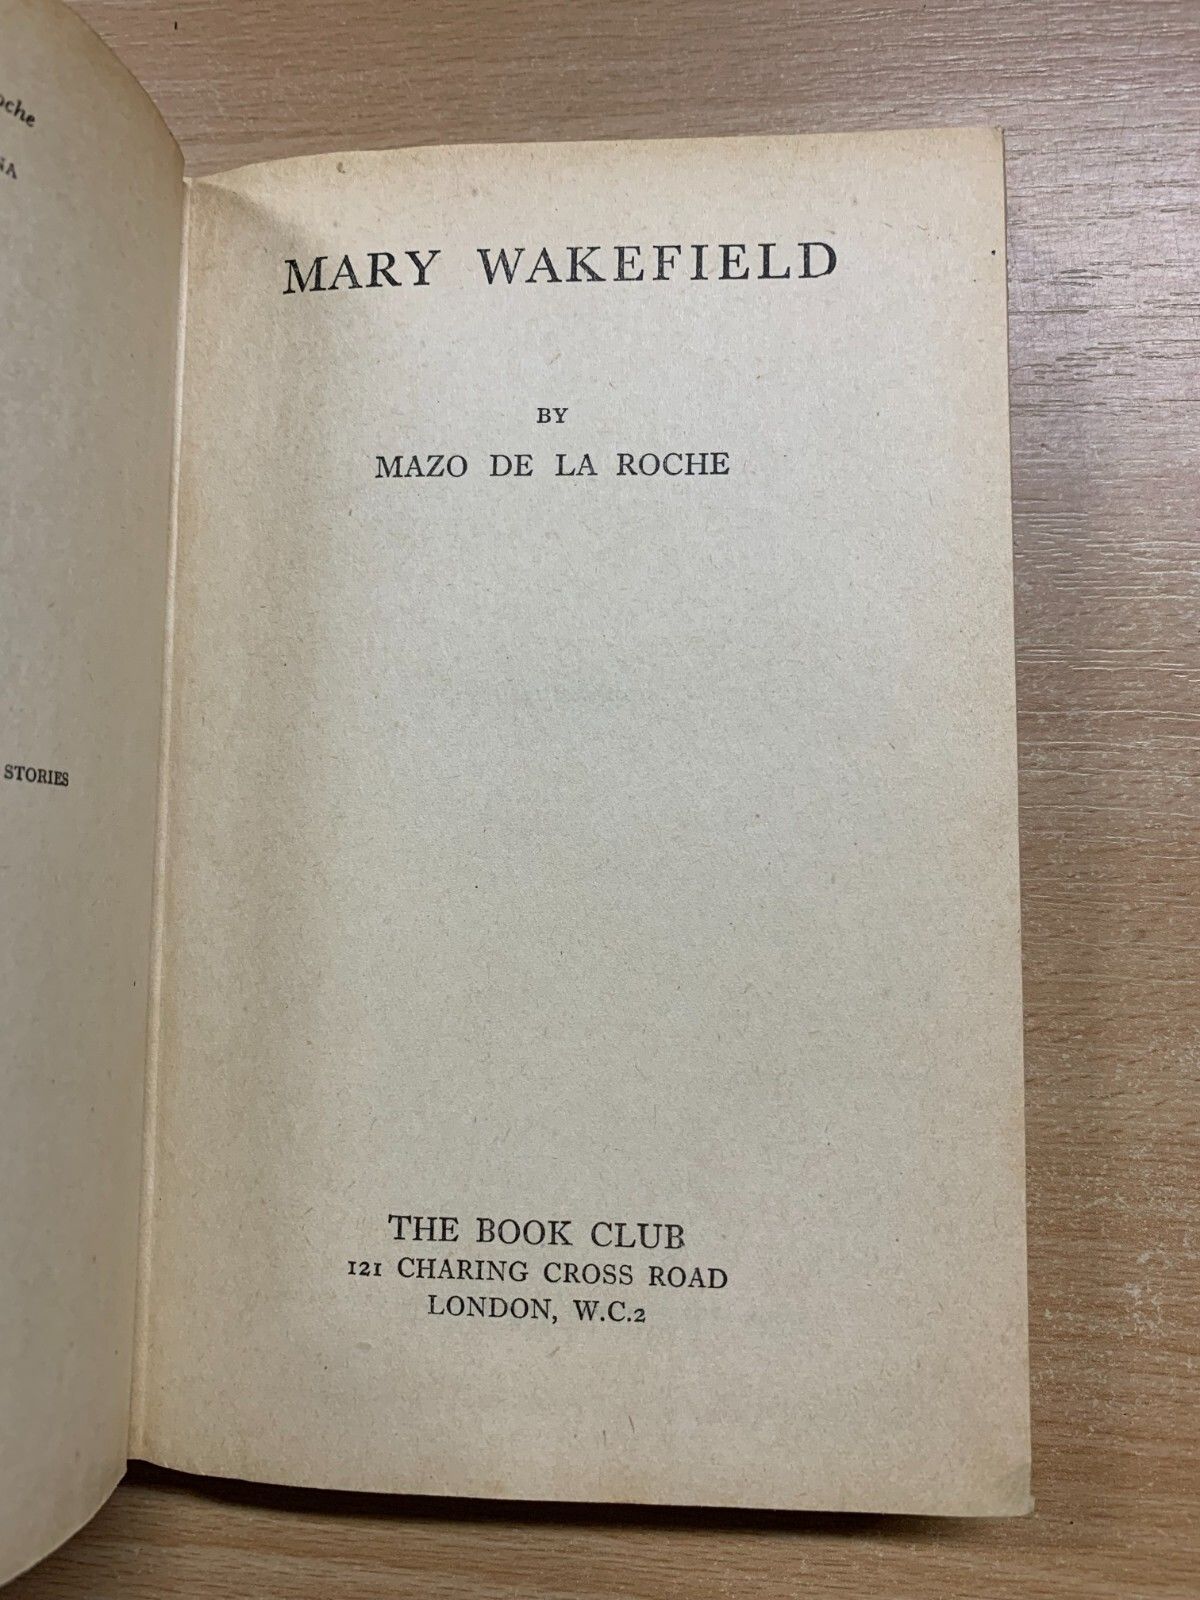 STORIES
MARY WAKEFIELD
BY
MAZO DE LA ROCHE
THE BOOK CLUB
121 CHARING CROSS ROAD
LONDON, W.C.2